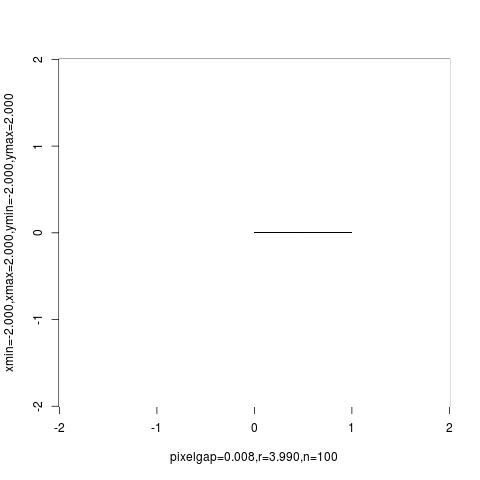 xmin=-2.000,xmax=2.000,ymin=-2.000,ymax=2.000
2
1
0
-1
-2
-2 -1 0 1 2
pixelgap=0.008,r=3.990,n=100